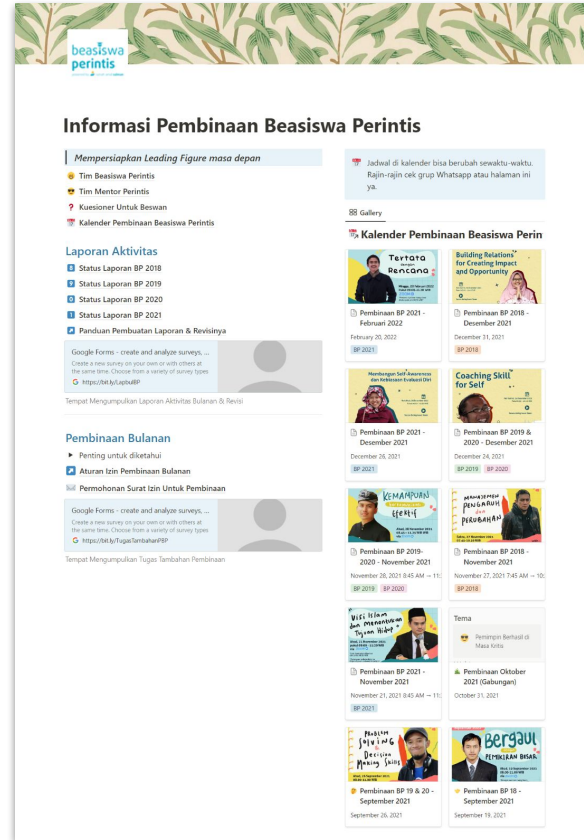 beasiswa
perintis
Informasi Pembinaan Beasiswa Perintis
Mempersiapkan Leading Figure masa depan
Tim Beasiswa Perintis
Tim Mentor Perintis
Kuesioner Untuk Beswan
Kalender Pembinaan Beasiswa Perintis
Laporan Aktivitas
8 Status Laporan BP 2018
9 Status Laporan BP 2019
0 Status Laporan BP 2020
1 Status Laporan BP 2021
Panduan Pembuatan Laporan & Revisinya
Google Forms - create and analyze surveys, ...
Create a new survey on your own or with others at
the same time. Choose from a variety of survey types
G https://bit.ly/LapbulBP
Tempat Mengumpulkan Laporan Aktivitas Bulanan & Revisi
Pembinaan Bulanan
Penting untuk diketahui
Aturan Izin Pembinaan Bulanan
Permohonan Surat Izin Untuk Pembinaan
Google Forms - create and analyze surveys, ...
Create a new survey on your own or with others at
the same time. Choose from a variety of survey types
G https://bit.ly/TugasTambahanPBP
Tempat Mengumpulkan Tugas Tambahan Pembinaan
Jadwal di kalender bisa berubah sewaktu-waktu.
Rajin-rajin cek grup Whatsapp atau halaman ini
ya.
Gallery
Kalender Pembinaan Beasiswa Perin
Tertata
dengan
Rencana
Pembinaan BP 2021 -
Februari 2022
February 20, 2022
BP 2021
Building Relations
for Creating Impact
and Opportunity
Pembinaan BP 2018 -
Desember 2021
December 31, 2021
BP 2018
Membangun Self-Awareness
dan Kebiasaan Evaluasi Diri
Pembinaan BP 2021 -
Desember 2021
December 26, 2021
BP 2021
Coaching Skill
for Self
Pembinaan BP 2019 &
2020 - Desember 2021
December 24, 2021
BP 2019 BP 2020
KEMAMPUAN
Efektif
Pembinaan BP 2019-
2020 - November 2021
November 28, 2021 8:45 AM → 11:
BP 2019 BP 2020
MANAJEMEN
PENGARUH
dan
PERUBAHAN
Pembinaan BP 2018 -
November 2021
November 27, 2021 7:45 AM → 10:
BP 2018
Visi Islam
dan Menentukan
Tujuan Hidup
Pembinaan BP 2021 -
November 2021
November 21, 2021 8:45 AM → 11:
BP 2021
Tema
Pemimpin Berhasil di
Masa Kritis
Pembinaan Oktober
2021 (Gabungan)
October 31, 2021
PROBLEM
SOLVING
&
Decision
Making Skills
Pembinaan BP 19 & 20 -
September 2021
September 26, 2021
Bergaul
PEMIKIRAN BESAR
Pembinaan BP 18 -
September 2021
September 19, 2021